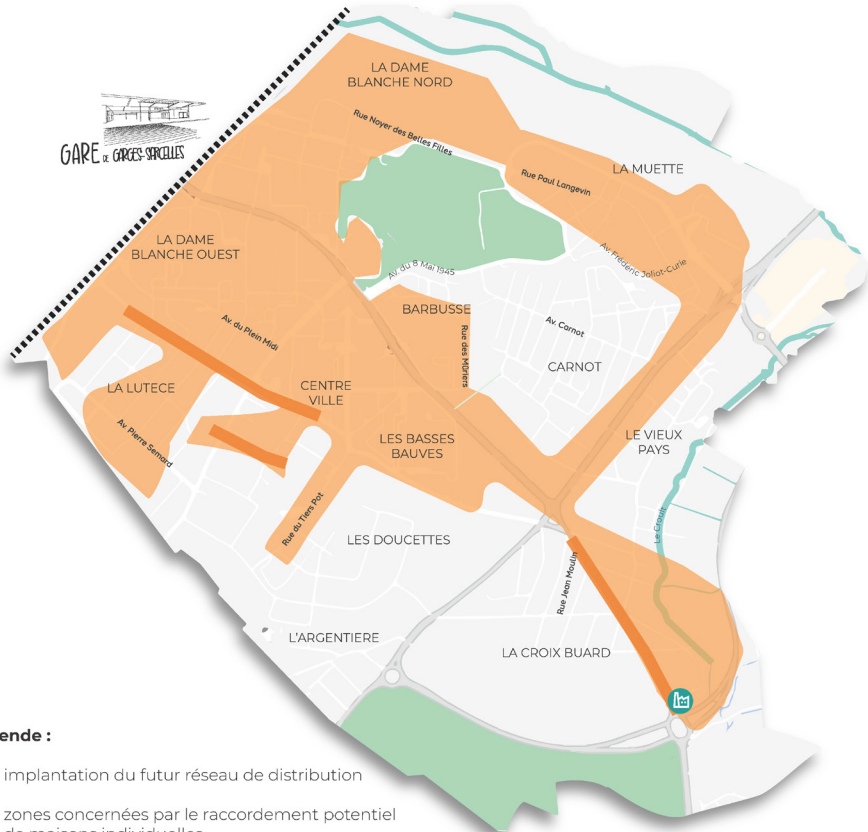 LA DAME
BLANCHE NORD
Rue Noyer des Belles Filles
GARE DE GARGES-SARCELLES
Rue Paul Langevin
LA MUETTE
LA DAME
BLANCHE OUEST
Av. du 8 Mai 1945
Av. Frédéric Joliot-Curie
BARBUSSE
Av. du Plein Midi
Rue des Mûriers
Av. Carnot
CARNOT
LA LUTECE
CENTRE
VILLE
Av. Pierre Semard
LES BASSES
BAUVES
LE VIEUX
PAYS
Rue du Tiers Pot
LES DOUCETTES
Le Croult
Rue Jean Moulin
L'ARGENTIERE
LA CROIX BUARD
ende :
implantation du futur réseau de distribution
zones concernées par le raccordement potentiel
de maisons individuelles